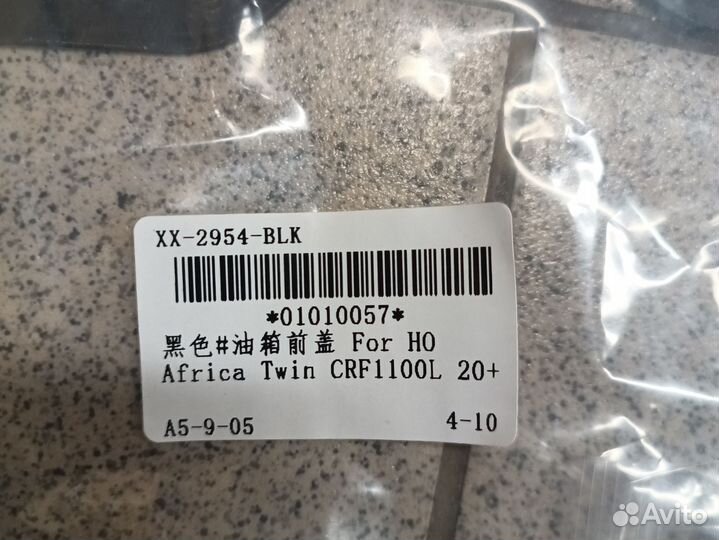 XX-2954-BLK
*01010057*
黑色#油箱前盖 For HO
Africa Twin CRF1100L 20+
A5-9-05 4-10
Avito